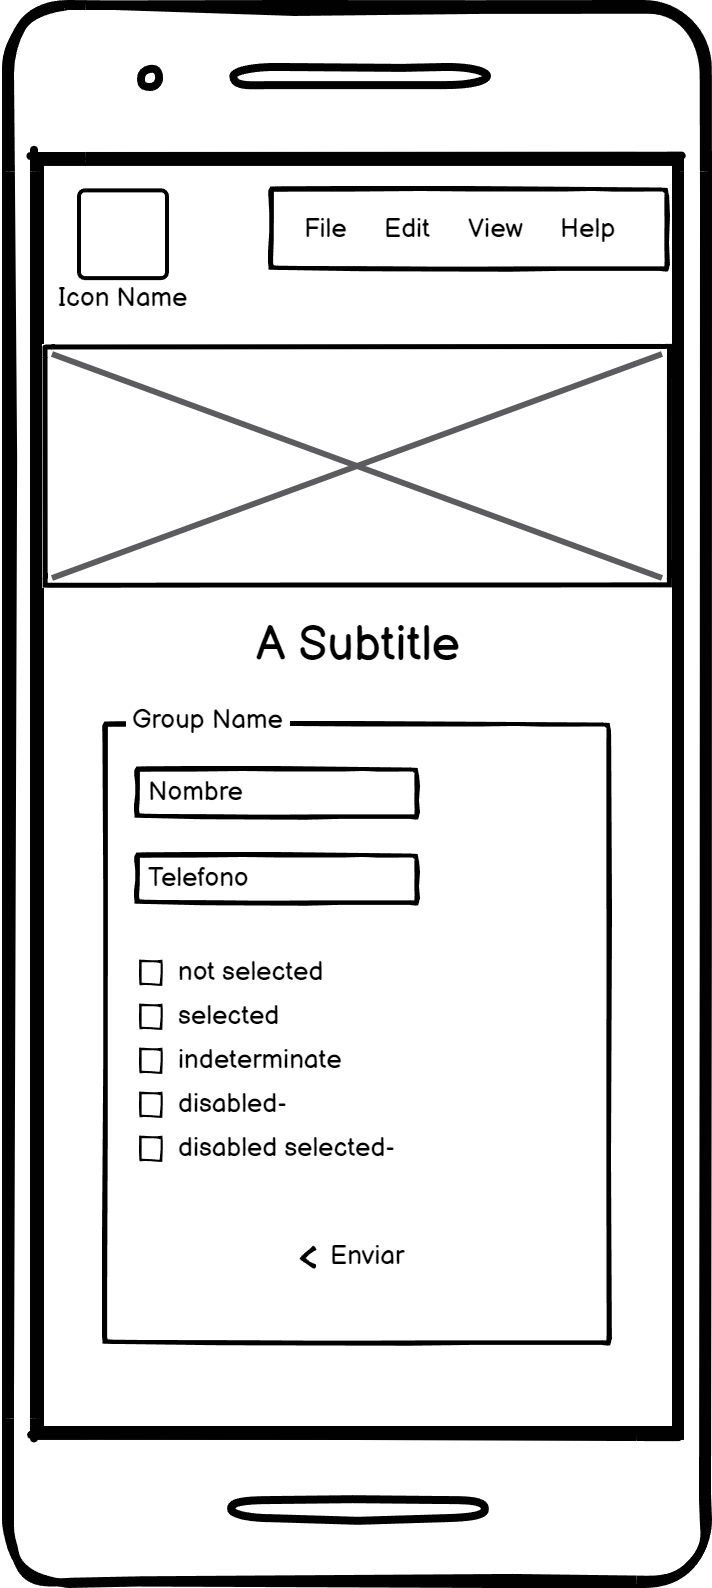 File Edit View Help
Icon Name
A Subtitle
Group Name
Nombre
Telefono
not selected
selected
indeterminate
disabled-
disabled selected-
Enviar